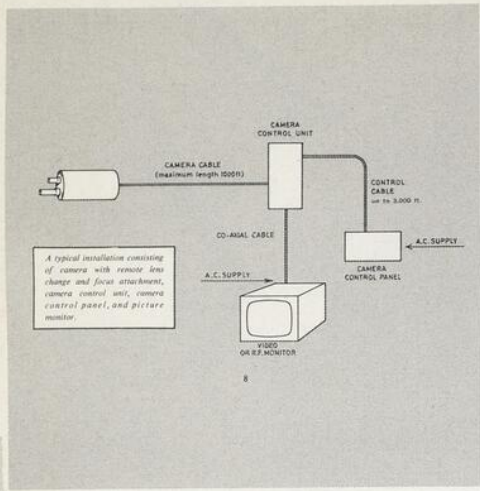 CAMERA
CONTROL UNIT
CAMERA CABLE
(maximum length 1000ft)
CONTROL
CABLE
up to 3,000 ft.
CO-AXIAL CABLE
A.C. SUPPLY
CAMERA
CONTROL PANEL
A.C. SUPPLY
A typical installation consisting
of camera with remote lens
change and focus attachment,
camera control unit, camera
control panel, and picture
monitor.
VIDEO
OR R.F. MONITOR
8